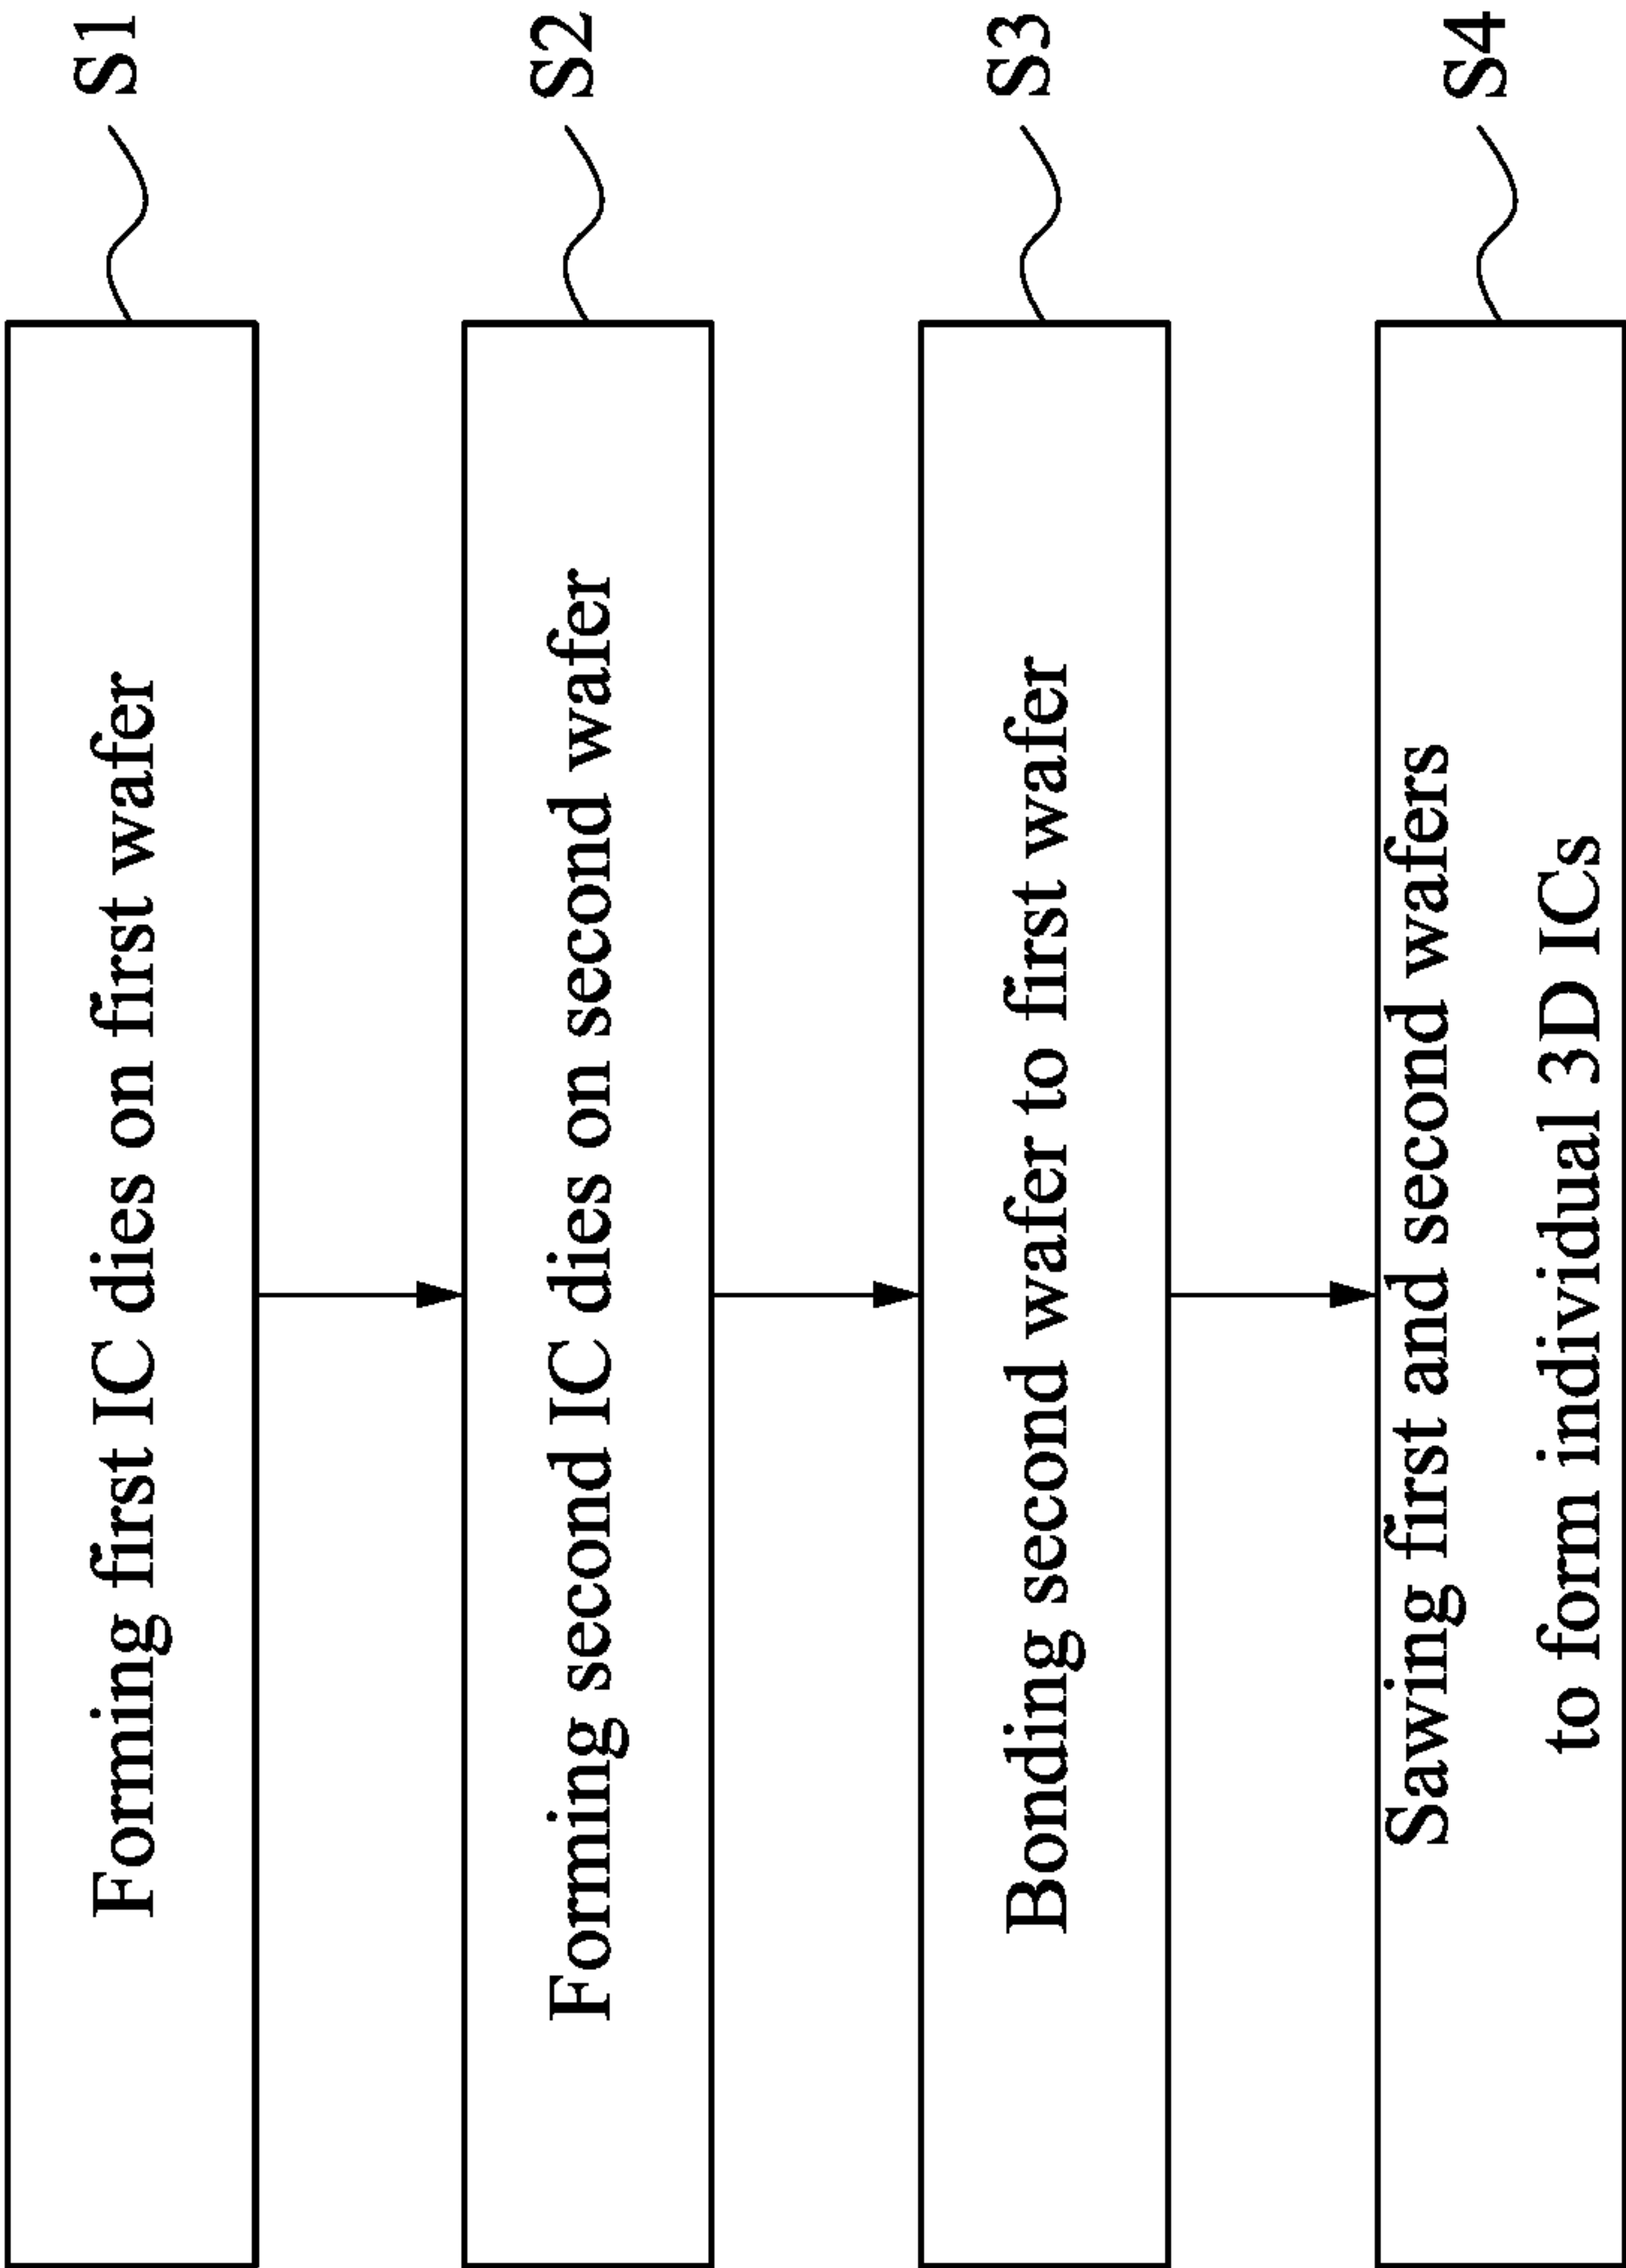 Forming first IC dies on first wafer
S1
Forming second IC dies on second wafer
S2
Bonding second wafer to first wafer
S3
Sawing first and second wafers
to form individual 3D ICs
S4